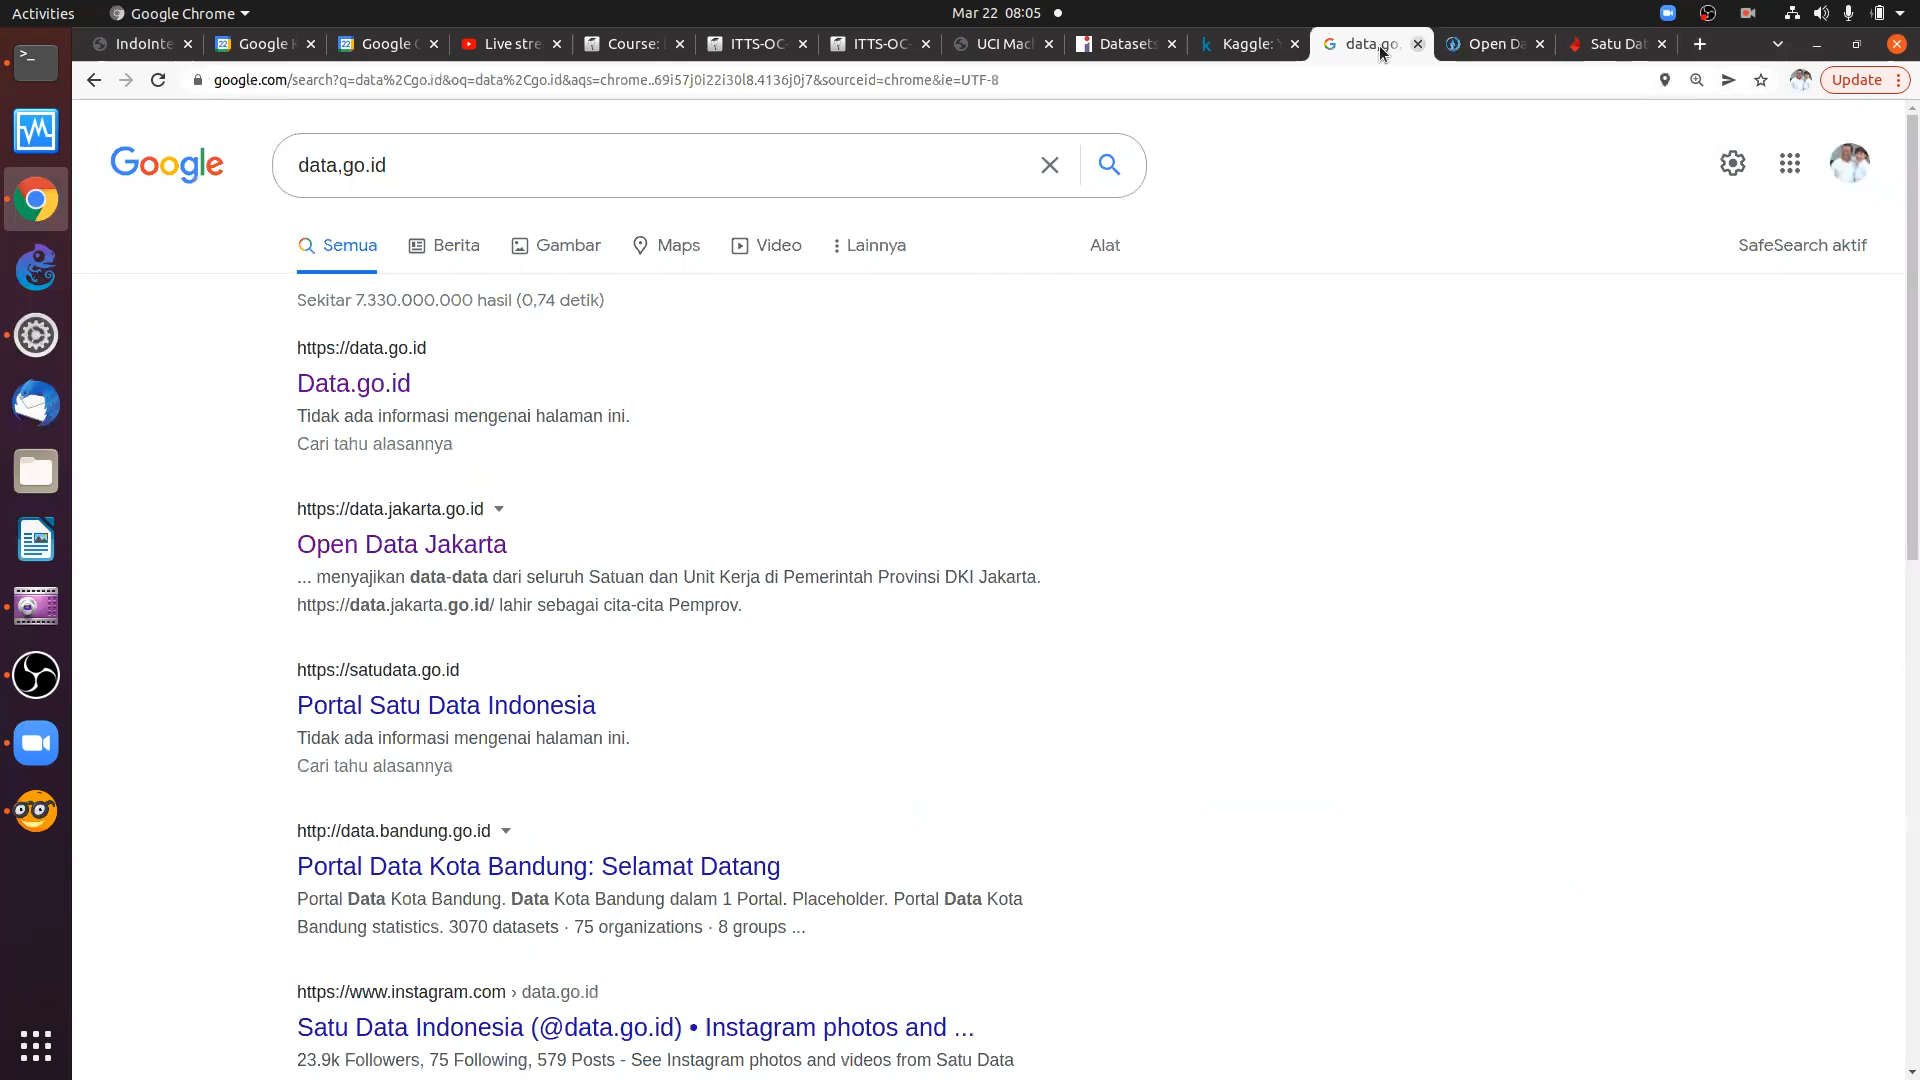 Activities
Google Chrome
Mar 22 08:05
IndoInte
Google
Google
Live stre
Course:
ITTS-OC-
ITTS-OC-
UCI Mac
Datasets
Kaggle:
data,go.
Open Da
Satu Dat
google.com/search?q=data%2Cgo.id&oq=data%2Cgo.id&aqs=chrome..69i57j0i22i30l8.4136j0j7&sourceid=chrome&ie=UTF-8
Update
Google
data,go.id
Semua
Berita
Gambar
Maps
Video
Lainnya
Alat
SafeSearch aktif
Sekitar 7.330.000.000 hasil (0,74 detik)
https://data.go.id
Data.go.id
Tidak ada informasi mengenai halaman ini.
Cari tahu alasannya
https://data.jakarta.go.id
Open Data Jakarta
... menyajikan data-data dari seluruh Satuan dan Unit Kerja di Pemerintah Provinsi DKI Jakarta.
https://data.jakarta.go.id/ lahir sebagai cita-cita Pemprov.
https://satudata.go.id
Portal Satu Data Indonesia
Tidak ada informasi mengenai halaman ini.
Cari tahu alasannya
http://data.bandung.go.id
Portal Data Kota Bandung: Selamat Datang
Portal Data Kota Bandung. Data Kota Bandung dalam 1 Portal. Placeholder. Portal Data Kota
Bandung statistics. 3070 datasets · 75 organizations · 8 groups ...
https://www.instagram.com › data.go.id
Satu Data Indonesia (@data.go.id) • Instagram photos and ...
23.9k Followers, 75 Following, 579 Posts - See Instagram photos and videos from Satu Data